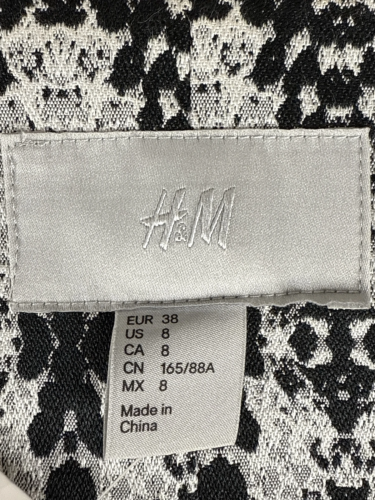 H&M
EUR 38
US 8
CA 8
CN 165/88A
MX 8
Made in
China